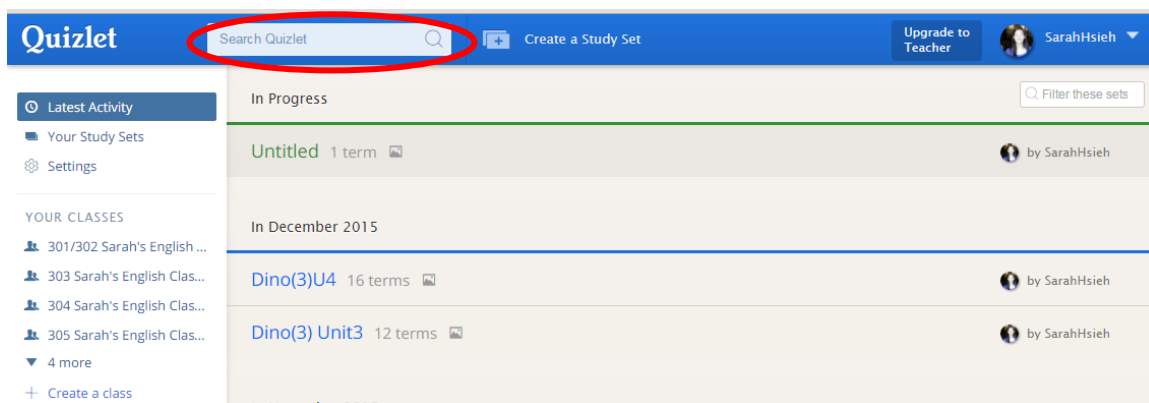 Quizlet
Search Quizlet
Create a Study Set
Upgrade to
Teacher
SarahHsieh
Latest Activity
Your Study Sets
Settings
YOUR CLASSES
301/302 Sarah's English ...
303 Sarah's English Clas...
304 Sarah's English Clas...
305 Sarah's English Clas...
4 more
Create a class
In Progress
Filter these sets
Untitled 1 term
by SarahHsieh
In December 2015
Dino(3)U4 16 terms
by SarahHsieh
Dino(3) Unit3 12 terms
by SarahHsieh